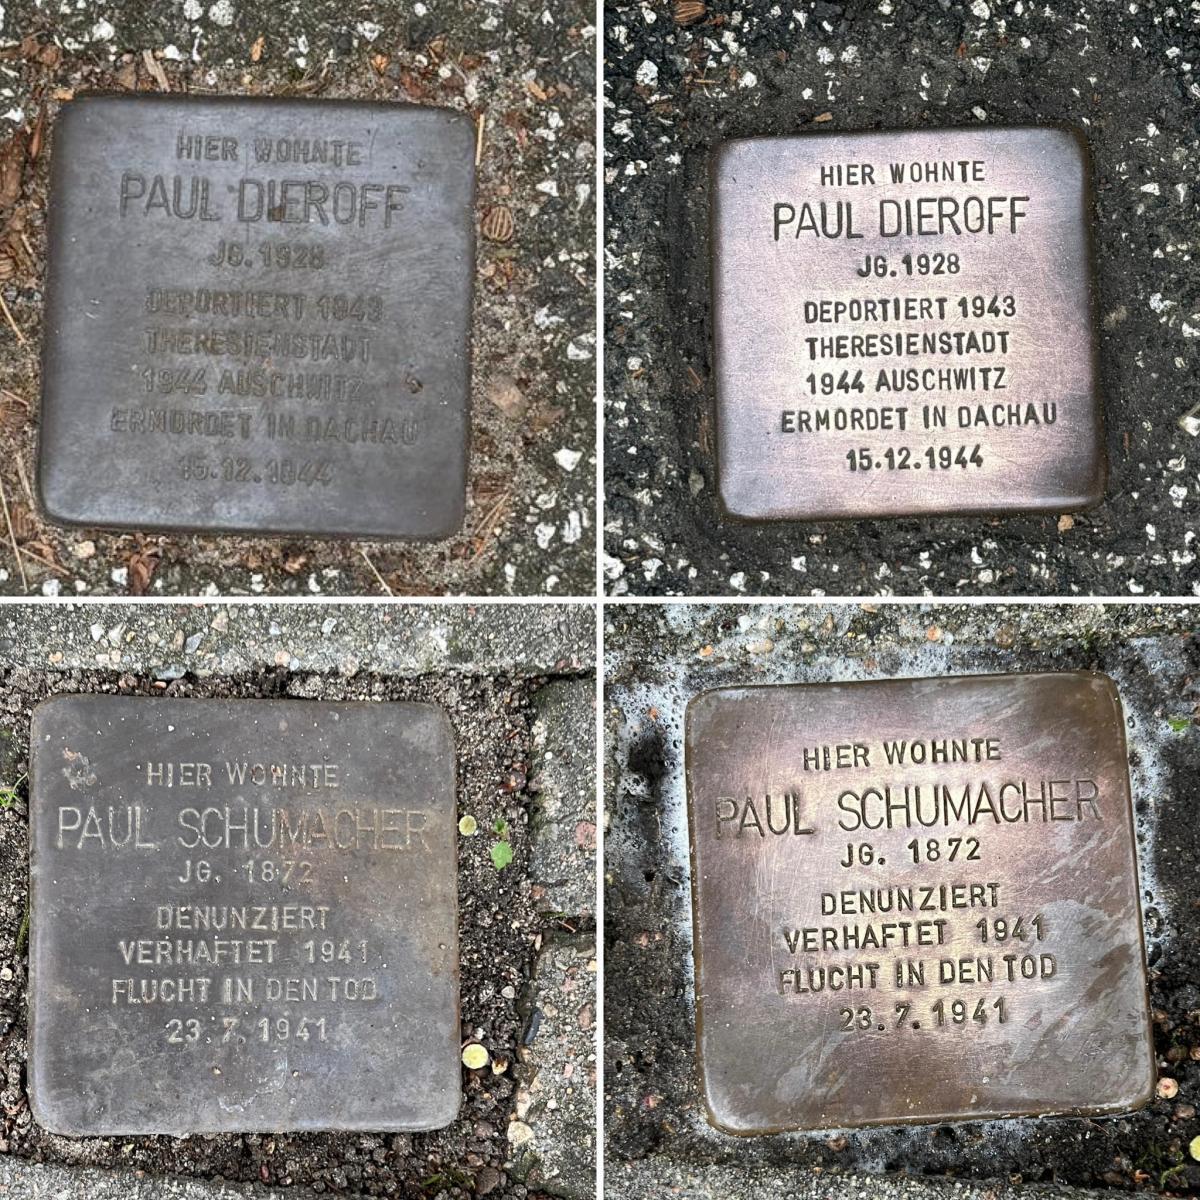 HIER WOHNTE
PAUL DIEROFF
JG. 1928
DEPORTIERT 1943
THERESIENSTADT
1944 AUSCHWITZ
ERMORDET IN DACHAU
15.12.1944
HIER WOHNTE
PAUL DIEROFF
JG. 1928
DEPORTIERT 1943
THERESIENSTADT
1944 AUSCHWITZ
ERMORDET IN DACHAU
15.12.1944
HIER WOHNTE
PAUL SCHUMACHER
JG. 1872
DENUNZIERT
VERHAFTET 1941
FLUCHT IN DEN TOD
23.7.1941
HIER WOHNTE
PAUL SCHUMACHER
JG. 1872
DENUNZIERT
VERHAFTET 1941
FLUCHT IN DEN TOD
23.7.1941